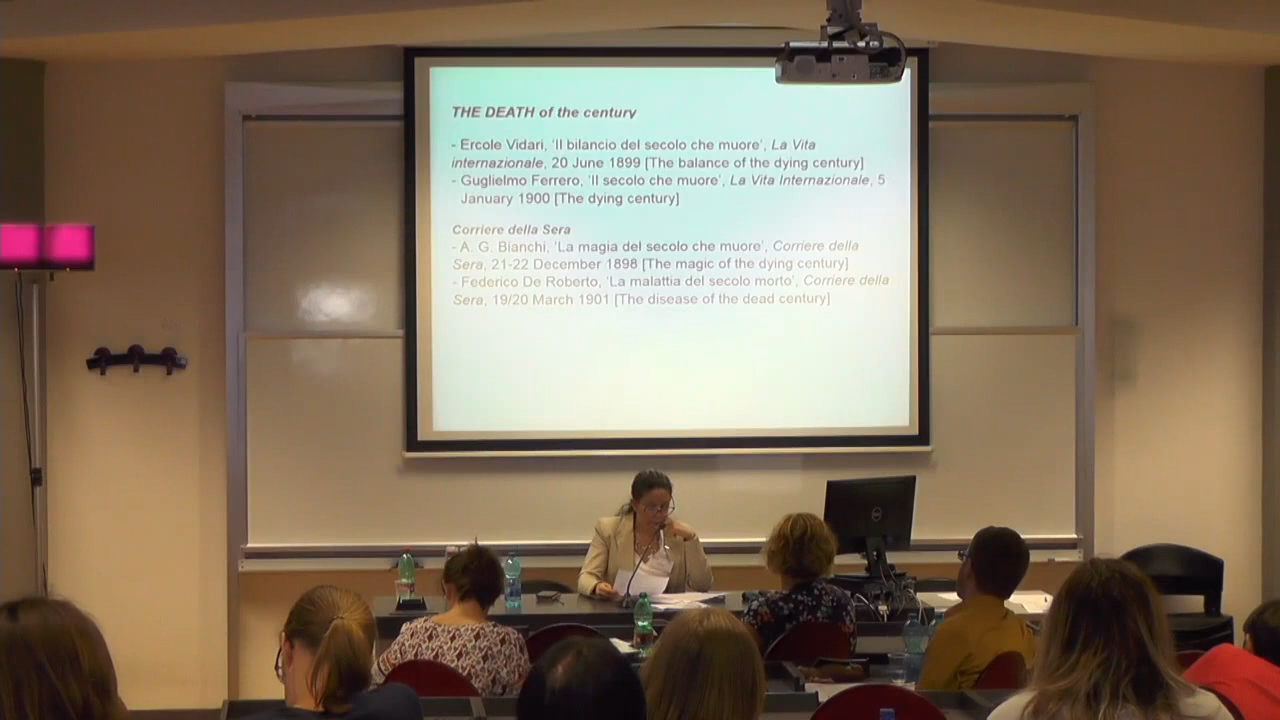 THE DEATH of the century
- Ercole Vidari, 'Il bilancio del secolo che muore', La Vita
internazionale, 20 June 1899 [The balance of the dying century]
- Guglielmo Ferrero, 'Il secolo che muore', La Vita Internazionale, 5
January 1900 [The dying century]
Corriere della Sera
- A. G. Bianchi, 'La magia del secolo che muore', Corriere della
Sera, 21-22 December 1898 [The magic of the dying century]
- Federico De Roberto, 'La malattia del secolo morto', Corriere della
Sera, 19/20 March 1901 [The disease of the dead century]
DELL